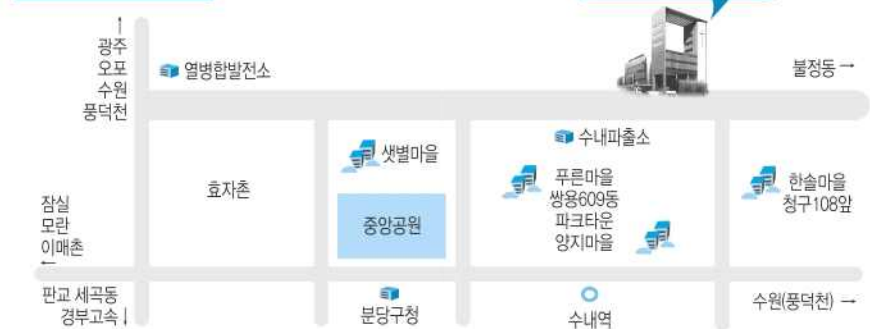 ↑
광주
오포
수원
풍덕천
열병합발전소
불정동 →
수내파출소
샛별마을
효자촌
중앙공원
푸른마을
쌍용609동
파크타운
양지마을
한솔마을
청구108앞
잠실
모란
이매촌
←
판교 세곡동
경부고속↓
분당구청
수내역
수원(풍덕천) →